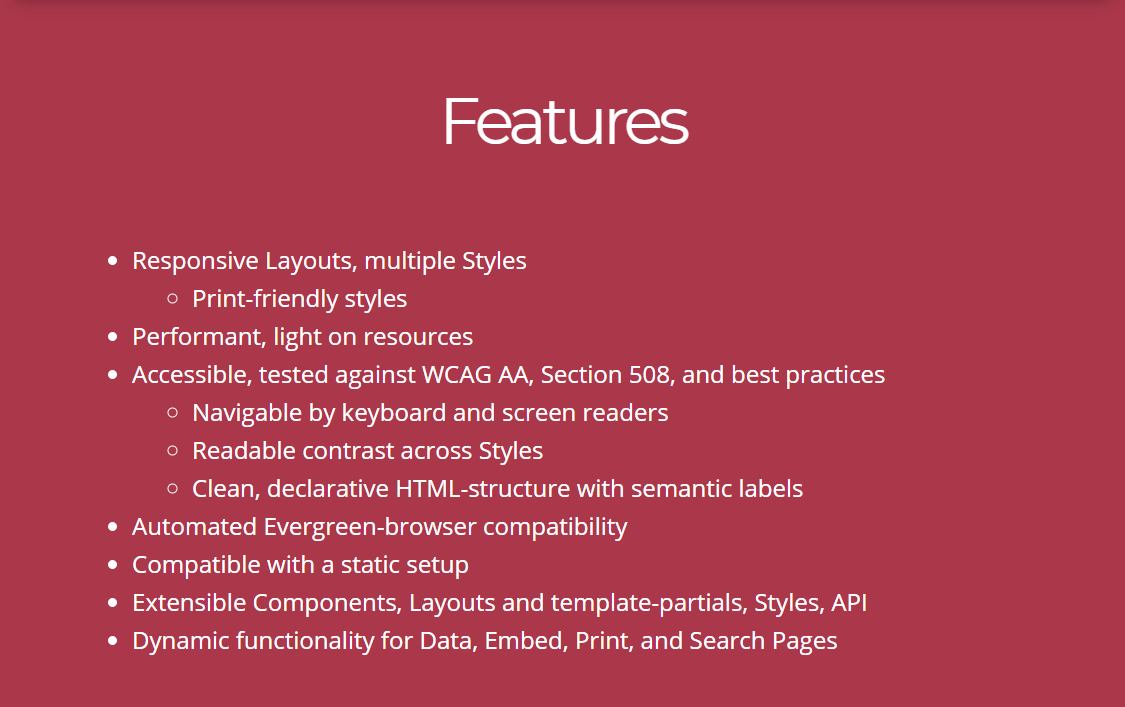 Features
Responsive Layouts, multiple Styles
Print-friendly styles
Performant, light on resources
Accessible, tested against WCAG AA, Section 508, and best practices
Navigable by keyboard and screen readers
Readable contrast across Styles
Clean, declarative HTML-structure with semantic labels
Automated Evergreen-browser compatibility
Compatible with a static setup
Extensible Components, Layouts and template-partials, Styles, API
Dynamic functionality for Data, Embed, Print, and Search Pages